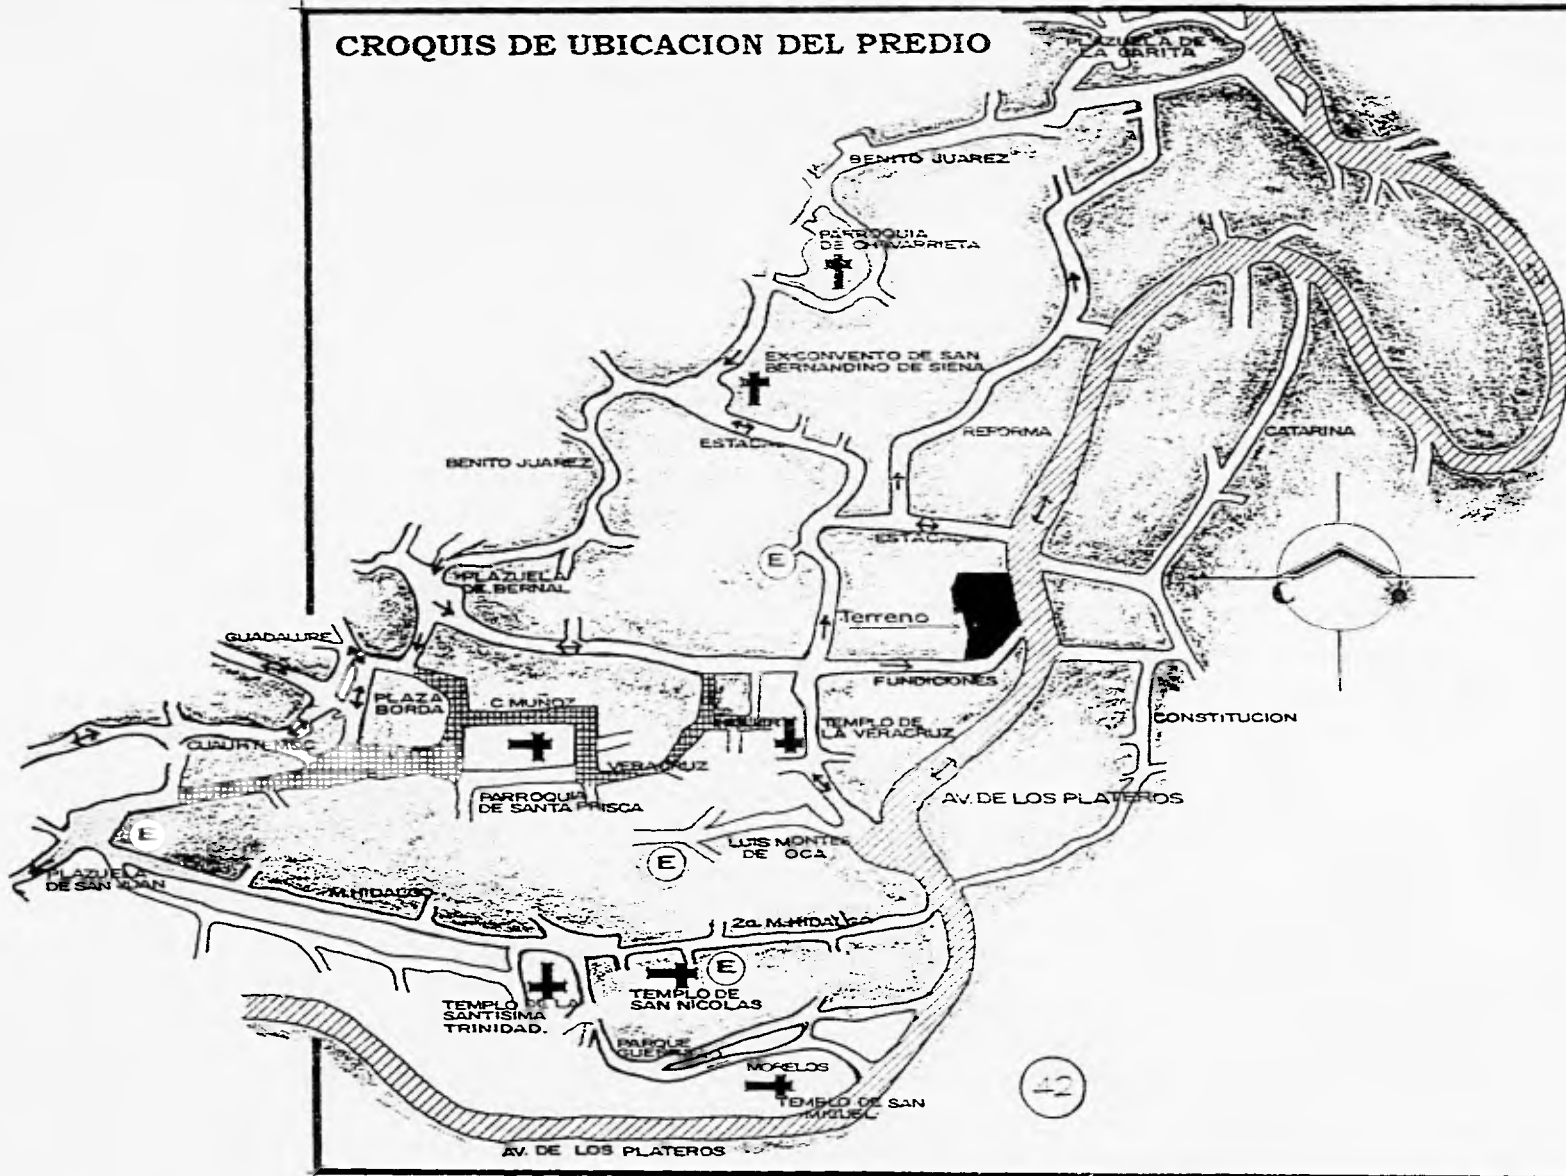 CROQUIS DE UBICACION DEL PREDIO
PLAZUELA DE
LA GARITA
BENITO JUAREZ
PARROQUIA
DE CHAVARRIETA
EX-CONVENTO DE SAN
BERNANDINO DE SIENA
ESTACAS
REFORMA
CATARINA
BENITO JUAREZ
E
PLAZUELA
DE BERNAL
Terreno
GUADALUPE
FUNDICIONES
PLAZA
BORDA
C. MUÑOZ
TEMPLO DE
LA VERACRUZ
CONSTITUCION
VERACRUZ
PARROQUIA
DE SANTA PRISCA
AV. DE LOS PLATEROS
E
LUIS MONTES
DE OCA
E
PLAZUELA
DE SAN JUAN
M. HIDALGO
2a. M. HIDALGO
E
TEMPLO DE LA
SANTISIMA
TRINIDAD.
TEMPLO DE
SAN NICOLAS
PARQUE
MORELOS
TEMPLO DE SAN
MIGUEL
AV. DE LOS PLATEROS
42